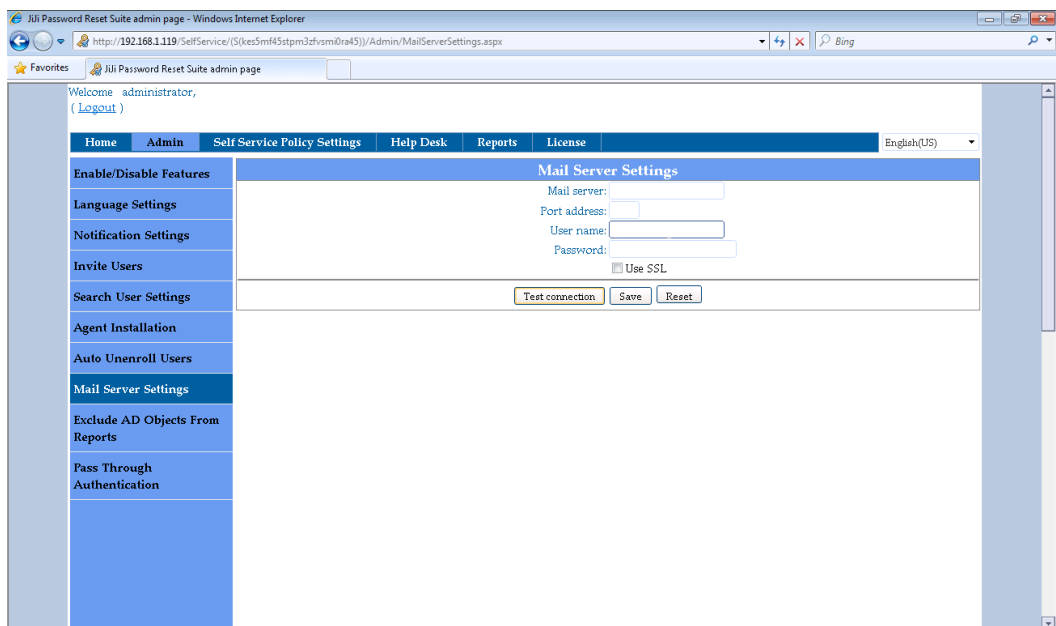 JiJi Password Reset Suite admin page - Windows Internet Explorer
http://192.168.1.119/SelfService/(S(kes5mf45stpm3zfvsmi0ra45))/Admin/MailServerSettings.aspx
Bing
Favorites
JiJi Password Reset Suite admin page
Welcome administrator,
( Logout )
Home Admin Self Service Policy Settings Help Desk Reports License English(US)
Enable/Disable Features
Language Settings
Notification Settings
Invite Users
Search User Settings
Agent Installation
Auto Unenroll Users
Mail Server Settings
Exclude AD Objects From
Reports
Pass Through
Authentication
Mail Server Settings
Mail server:
Port address:
User name:
Password:
Use SSL
Test connection Save Reset